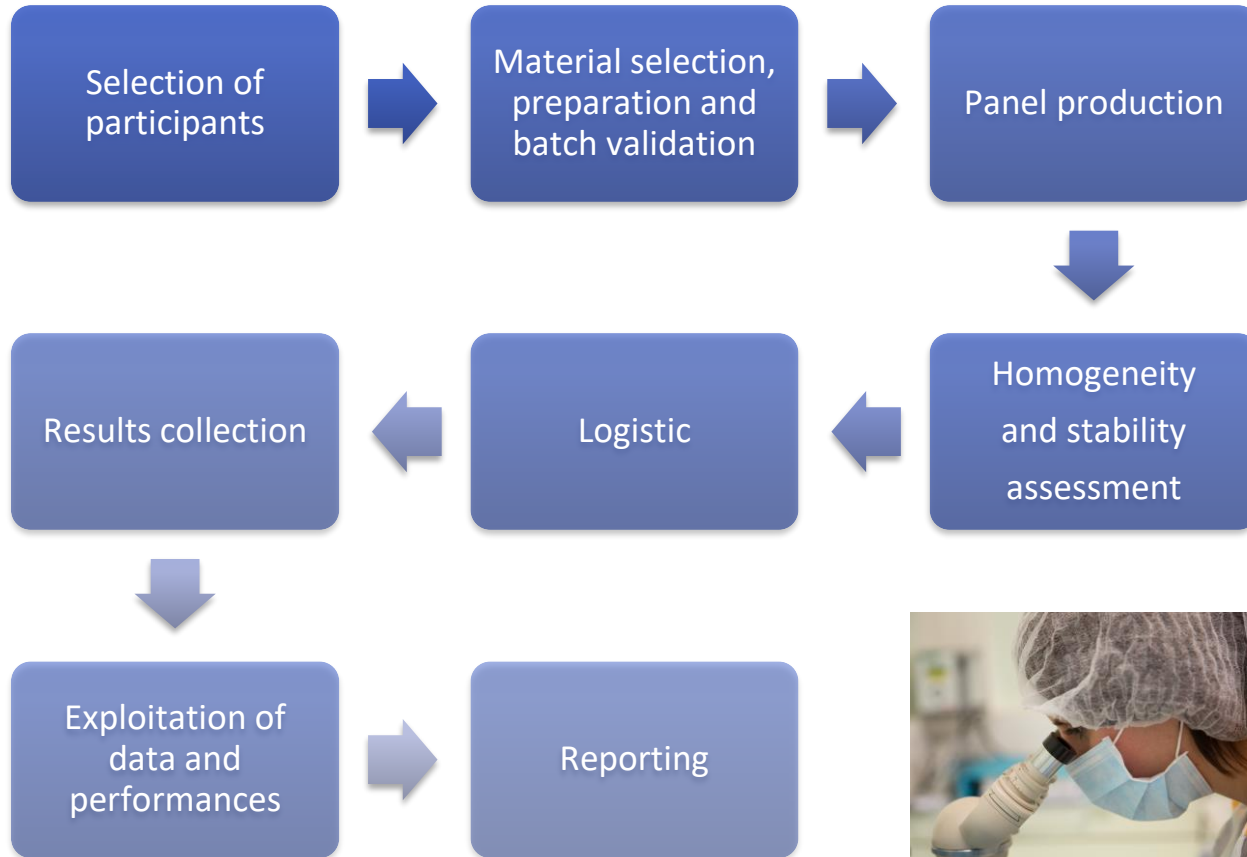 Selection of
participants
Material selection,
preparation and
batch validation
Panel production
Homogeneity
and stability
assessment
Logistic
Results collection
Exploitation of
data and
performances
Reporting